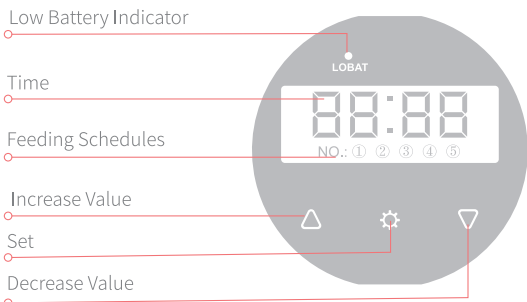 Low Battery Indicator
LOBAT
Time
88:88
Feeding Schedules
NO.: ① ② ③ ④ ⑤
Increase Value
Set
Decrease Value